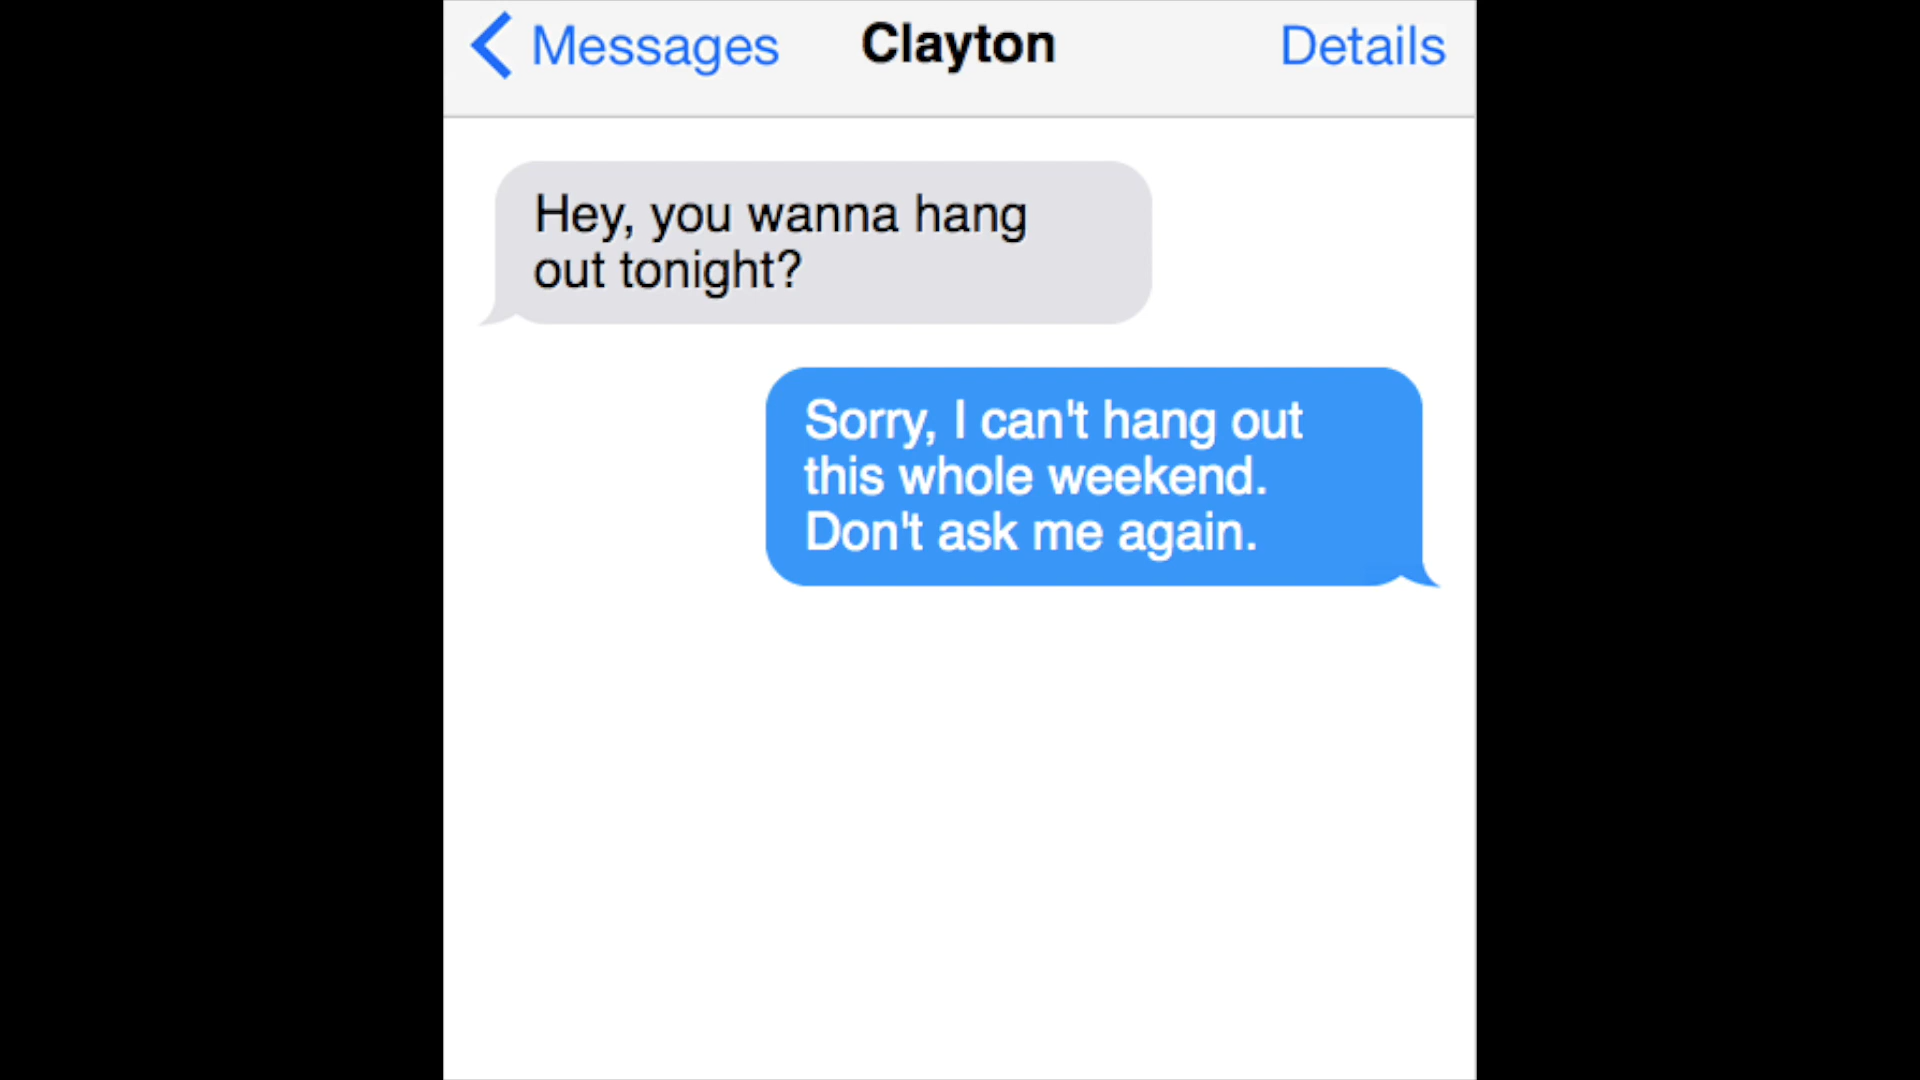 Messages Clayton Details
Hey, you wanna hang
out tonight?
Sorry, I can't hang out
this whole weekend.
Don't ask me again.